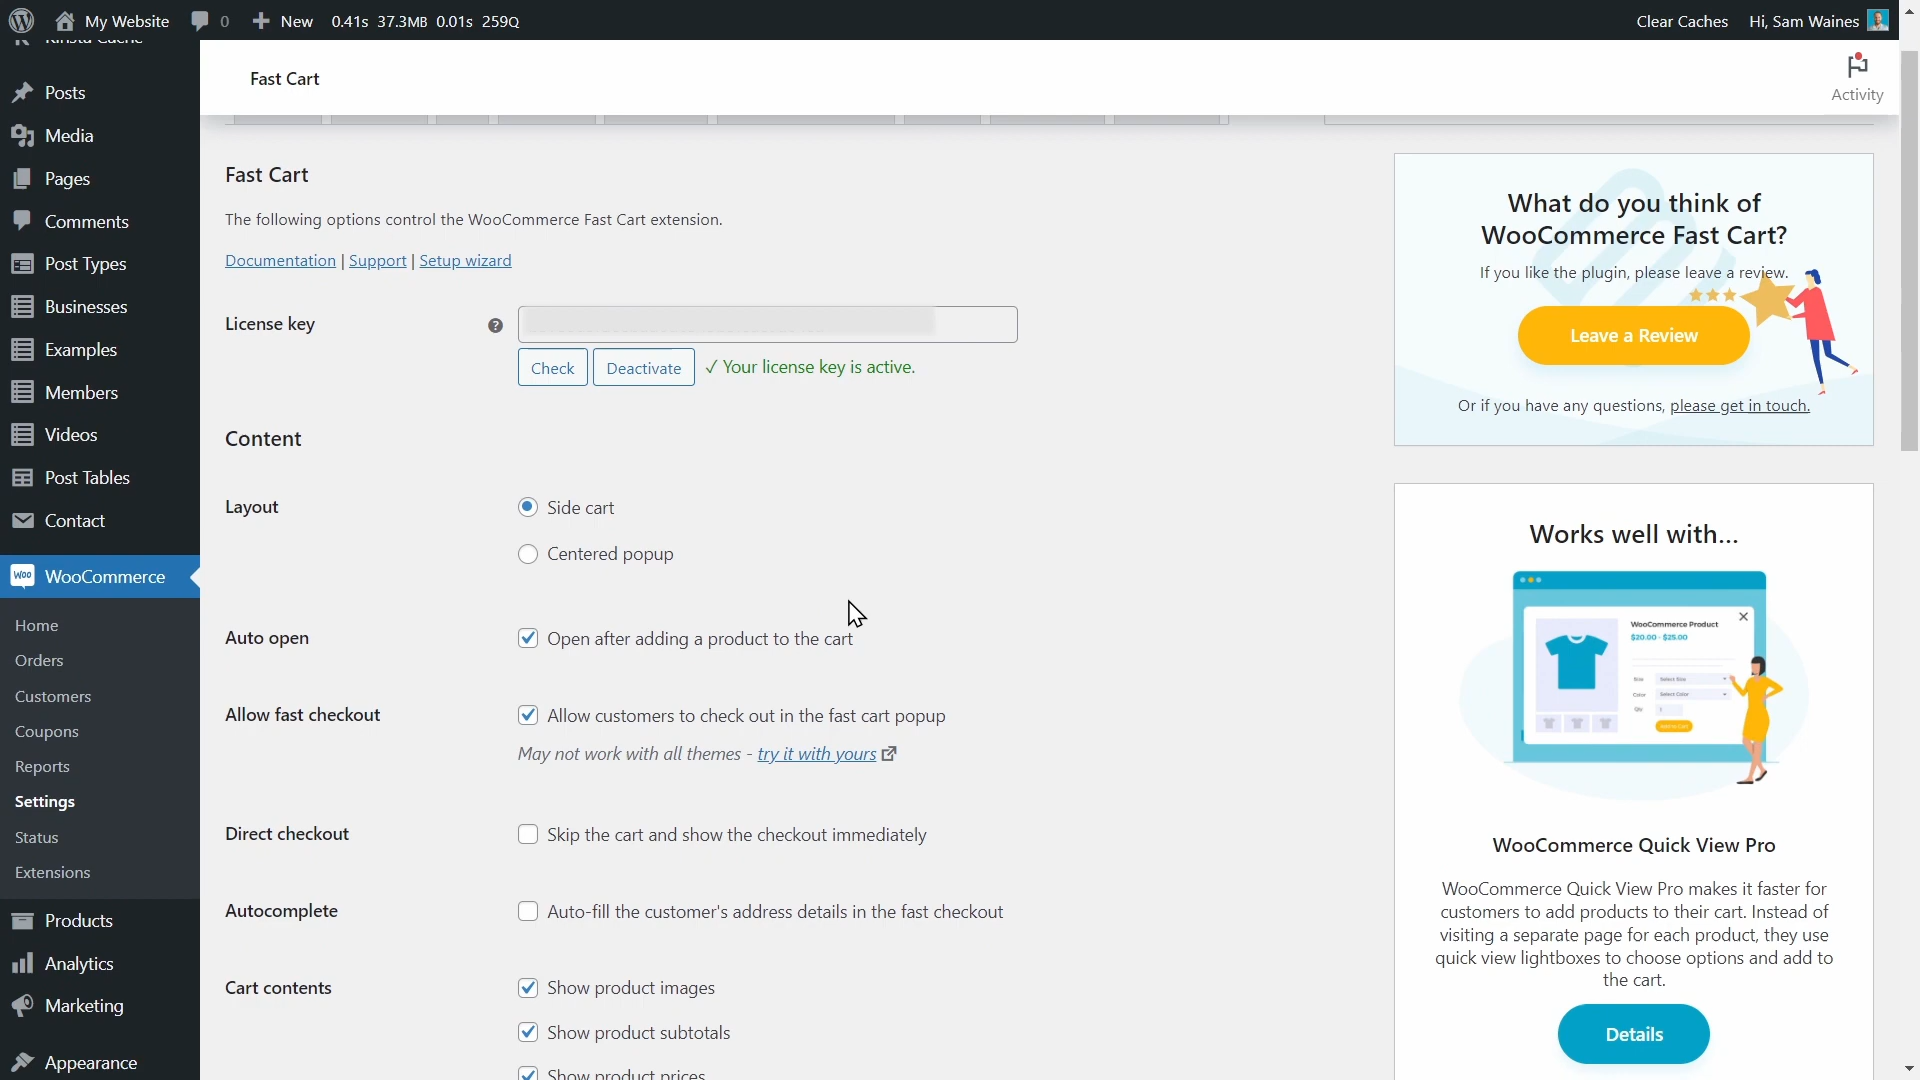 My Website 0 New 0.41s 37.3MB 0.01s 259Q Clear Caches Hi, Sam Waines
Kinsta Cache
Posts
Media
Pages
Comments
Post Types
Businesses
Examples
Members
Videos
Post Tables
Contact
WooCommerce
Home
Orders
Customers
Coupons
Reports
Settings
Status
Extensions
Products
Analytics
Marketing
Appearance
Fast Cart
Activity
Fast Cart
The following options control the WooCommerce Fast Cart extension.
Documentation | Support | Setup wizard
License key
Check Deactivate ✓ Your license key is active.
Content
Layout Side cart
Centered popup
Auto open Open after adding a product to the cart
Allow fast checkout Allow customers to check out in the fast cart popup
May not work with all themes - try it with yours
Direct checkout Skip the cart and show the checkout immediately
Autocomplete Auto-fill the customer's address details in the fast checkout
Cart contents Show product images
Show product subtotals
Show product prices
What do you think of
WooCommerce Fast Cart?
If you like the plugin, please leave a review.
Leave a Review
Or if you have any questions, please get in touch.
Works well with...
WooCommerce Product
$20.00 - $25.00
Size Select Size
Color Select Color
Qty 1
WooCommerce Quick View Pro
WooCommerce Quick View Pro makes it faster for
customers to add products to their cart. Instead of
visiting a separate page for each product, they use
quick view lightboxes to choose options and add to
the cart.
Details